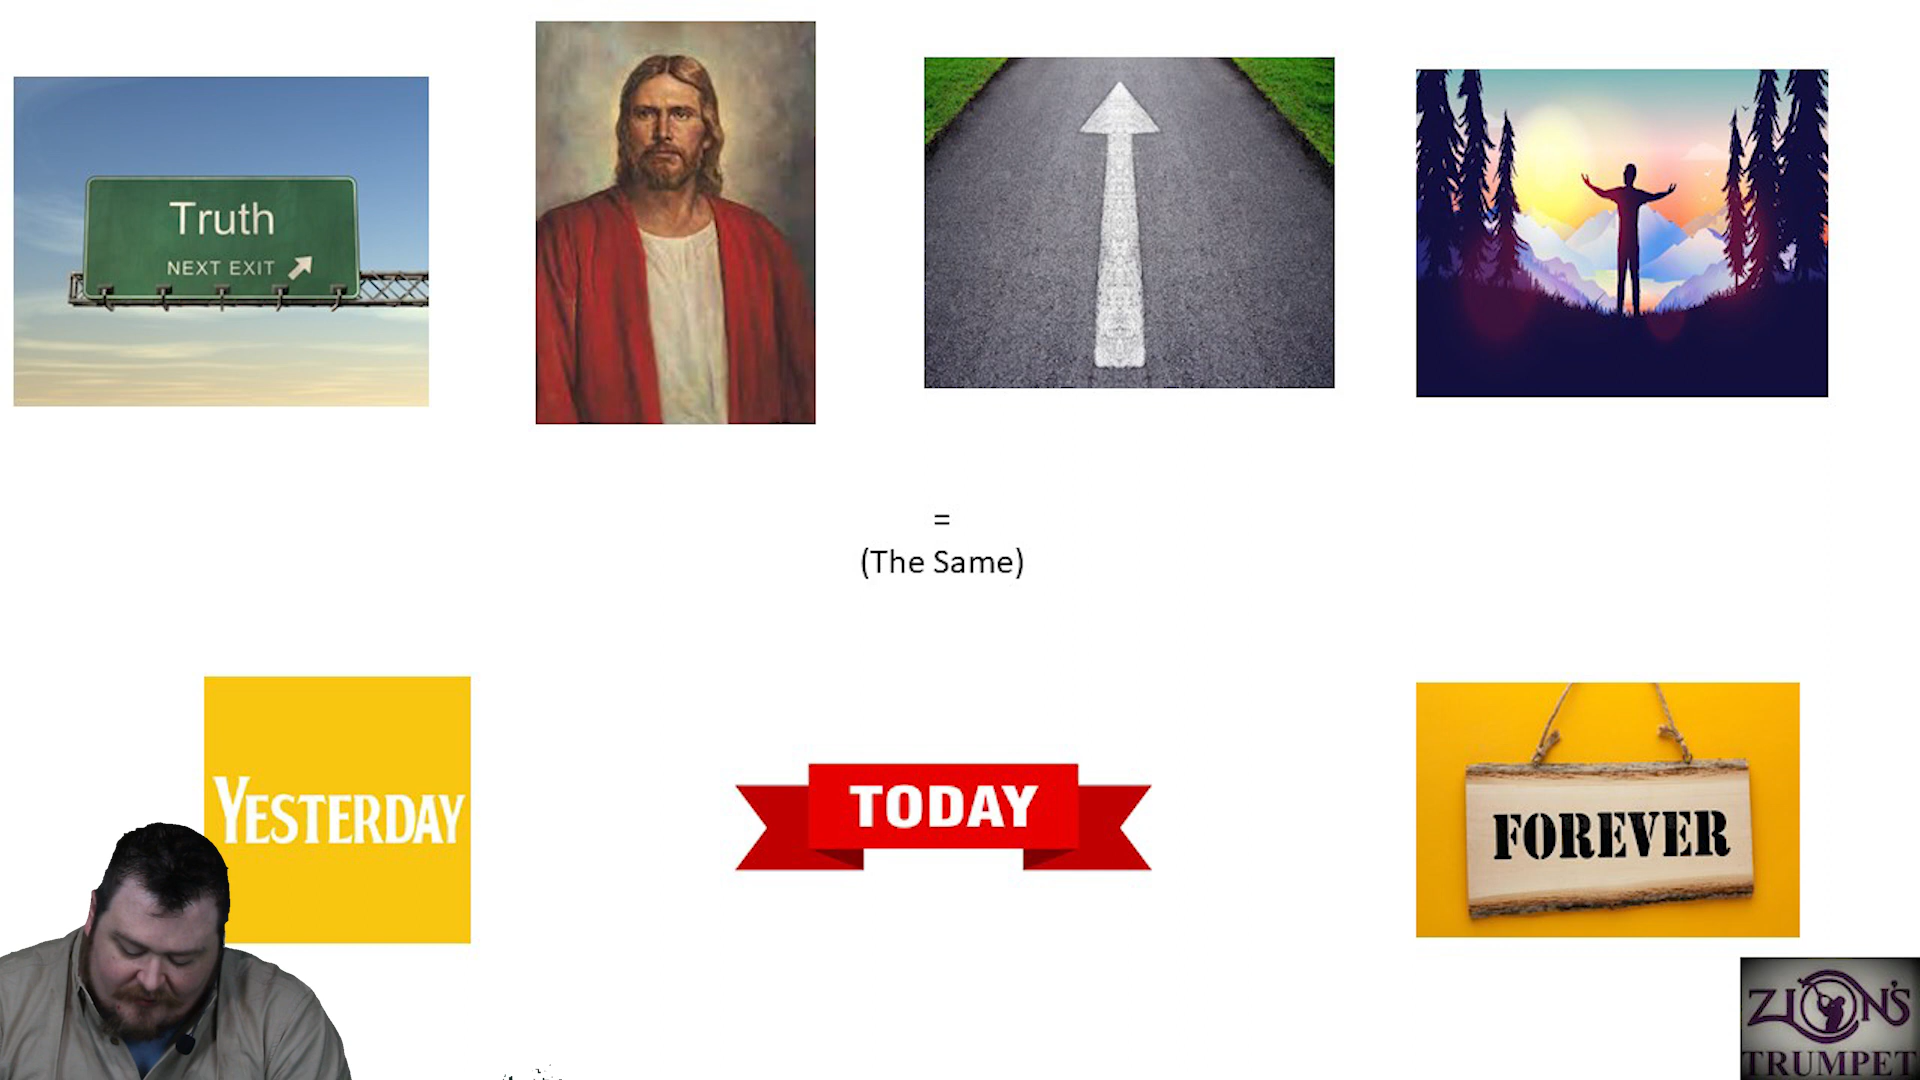 Truth
NEXT EXIT
=
(The Same)
YESTERDAY
TODAY
FOREVER
ZION'S
TRUMPET